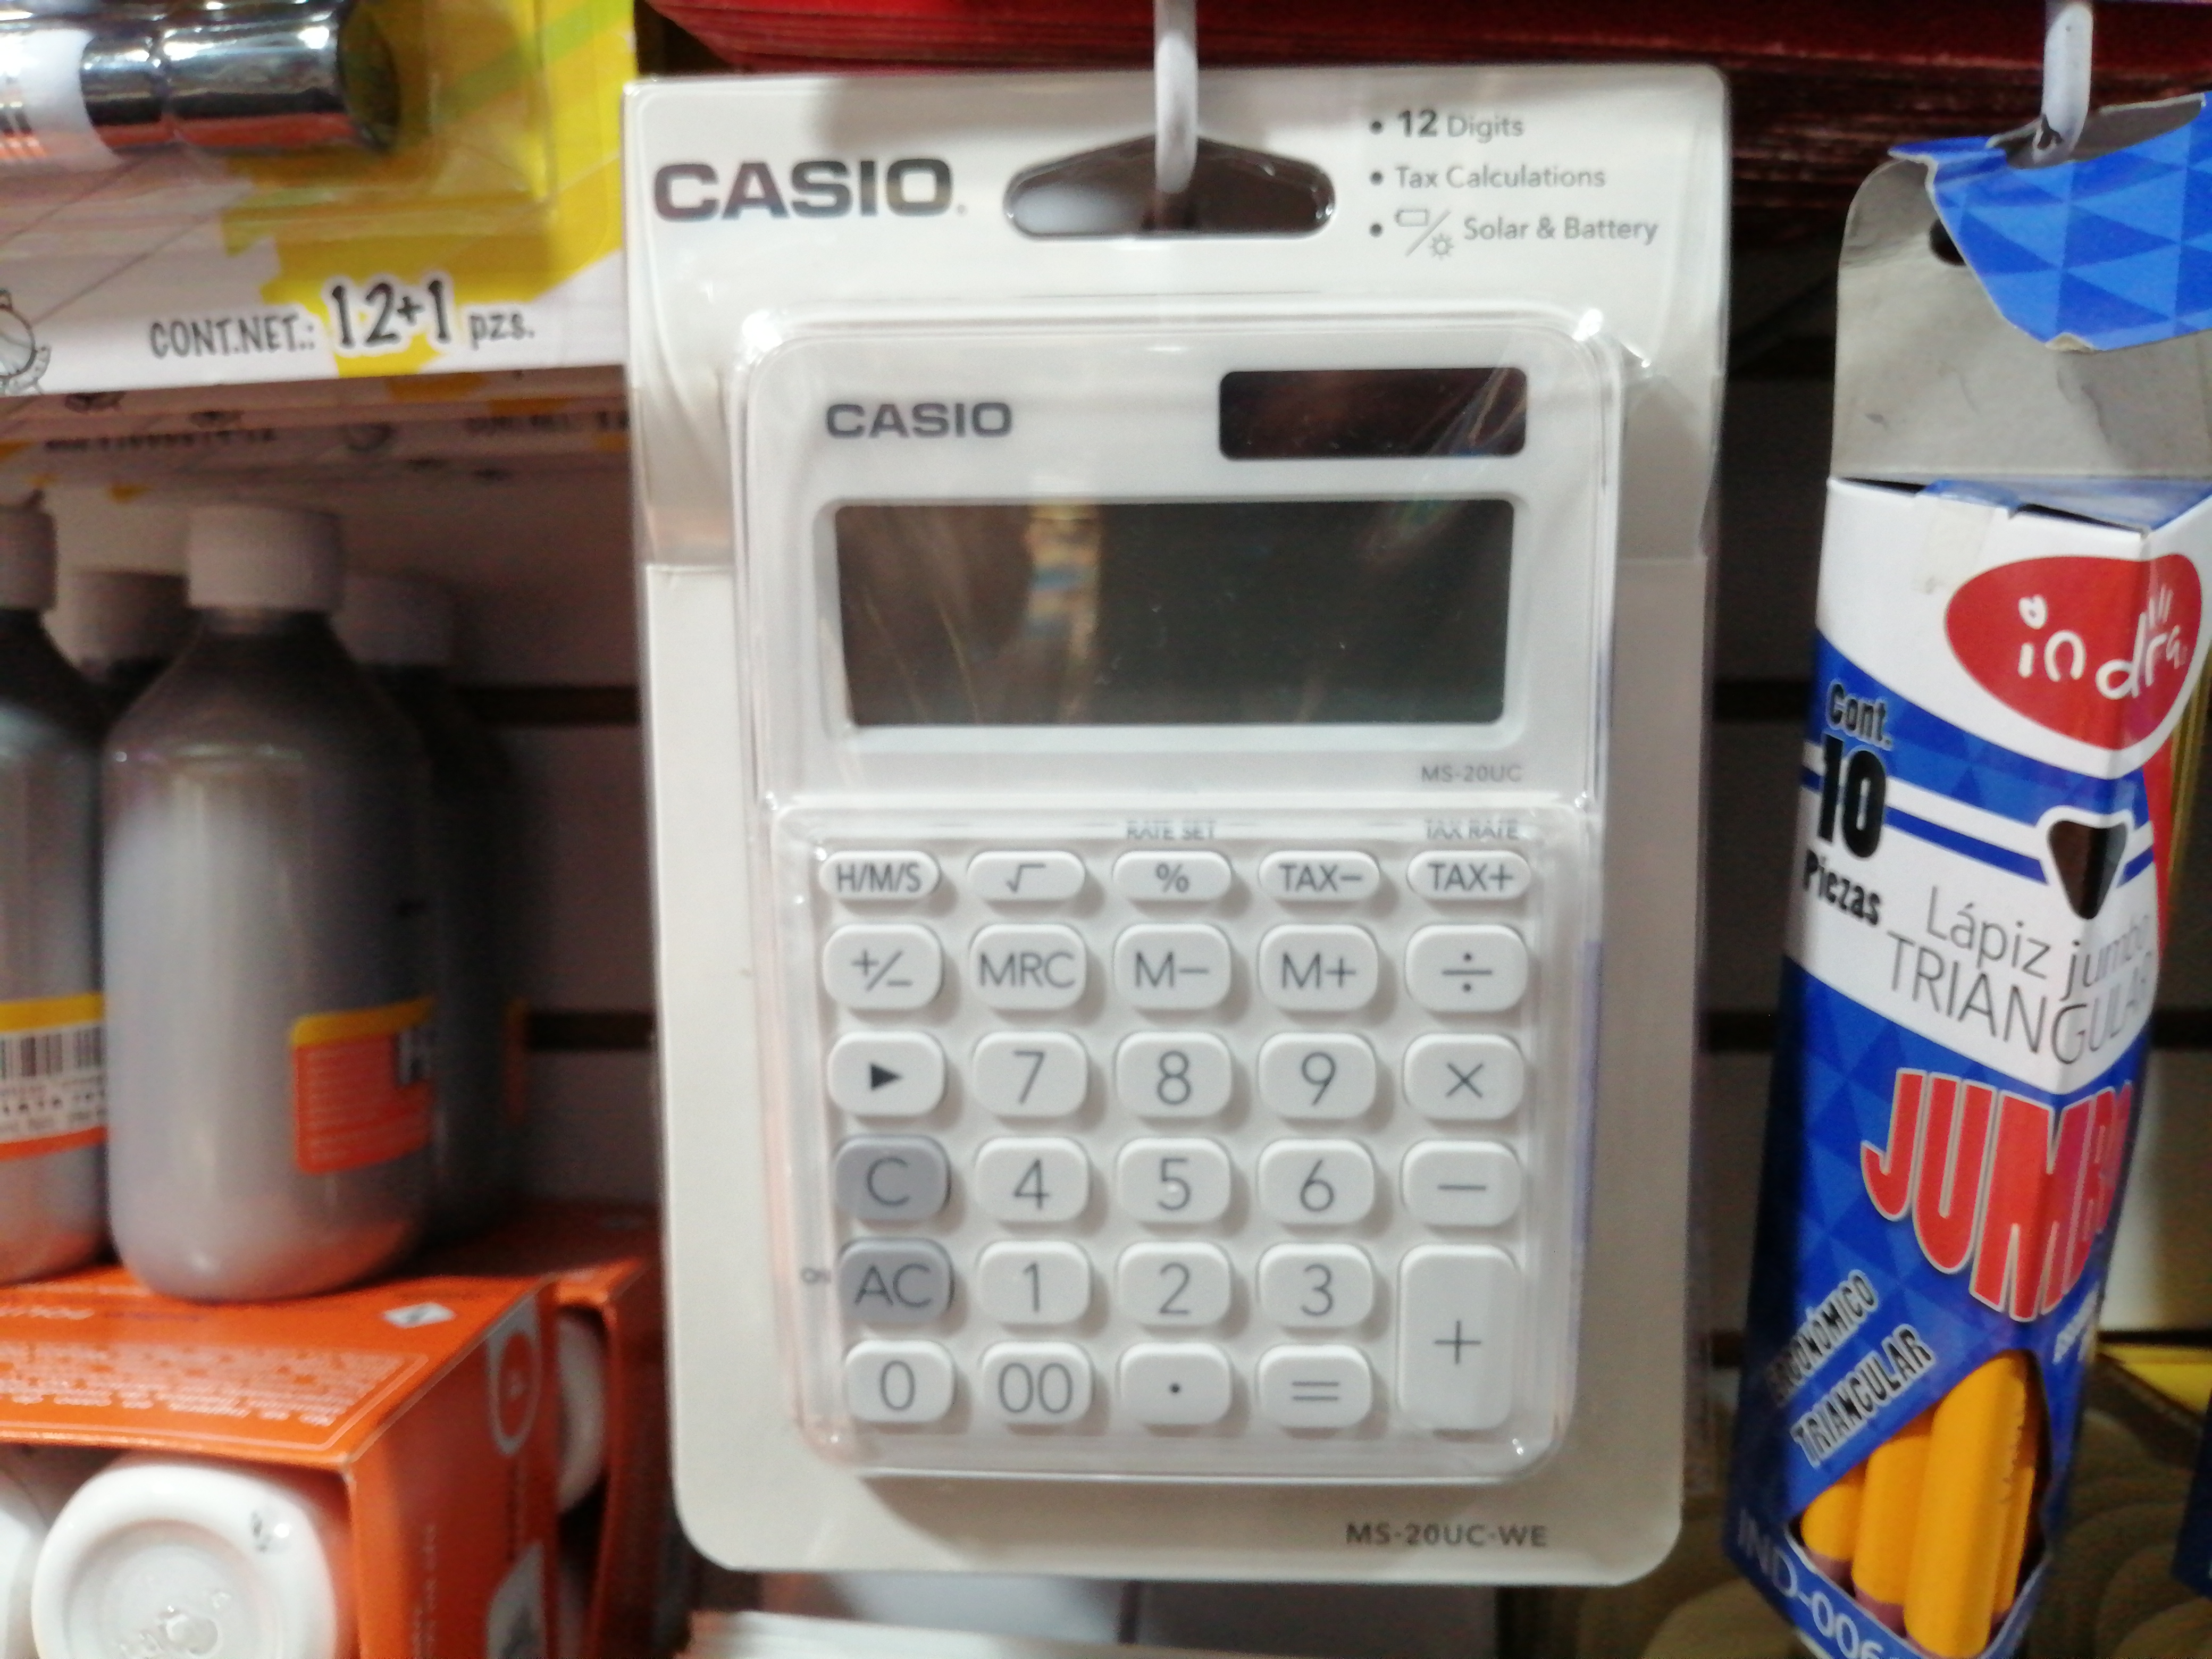 CASIO
• 12 Digits
• Tax Calculations
• Solar & Battery
CONT.NET.: 12+1 pzs.
CASIO
MS-20UC
RATE SET TAX RATE
H/M/S √ % TAX− TAX+
+/− MRC M− M+ ÷
▶ 7 8 9 ×
C 4 5 6 −
ON AC 1 2 3
+
0 00 . =
MS-20UC-WE
indra
Cont.
10
Piezas
Lápiz jumbo
TRIANGULAR
JUMBO
ERGONÓMICO
TRIANGULAR
IND-006